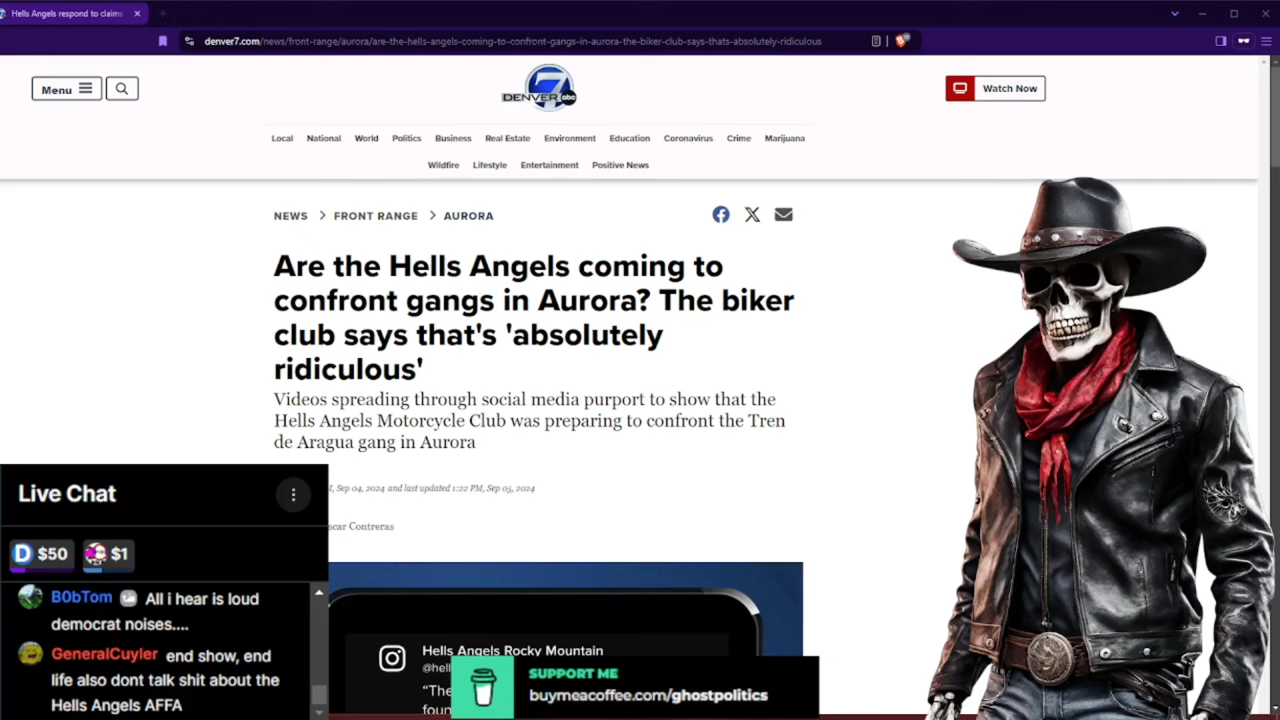 Hells Angels respond to claims
denver7.com/news/front-range/aurora/are-the-hells-angels-coming-to-confront-gangs-in-aurora-the-biker-club-says-thats-absolutely-ridiculous
Menu
DENVER 7 abc
Watch Now
Local National World Politics Business Real Estate Environment Education Coronavirus Crime Marijuana
Wildfire Lifestyle Entertainment Positive News
NEWS > FRONT RANGE > AURORA
Are the Hells Angels coming to
confront gangs in Aurora? The biker
club says that's 'absolutely
ridiculous'
Videos spreading through social media purport to show that the
Hells Angels Motorcycle Club was preparing to confront the Tren
de Aragua gang in Aurora
Sep 04, 2024 and last updated 1:22 PM, Sep 05, 2024
Contreras
Live Chat
D $50 $1
B0bTom All i hear is loud
democrat noises....
GeneralCuyler end show, end
life also dont talk shit about the
Hells Angels AFFA
Hells Angels Rocky Mountain
SUPPORT ME
buymeacoffee.com/ghostpolitics